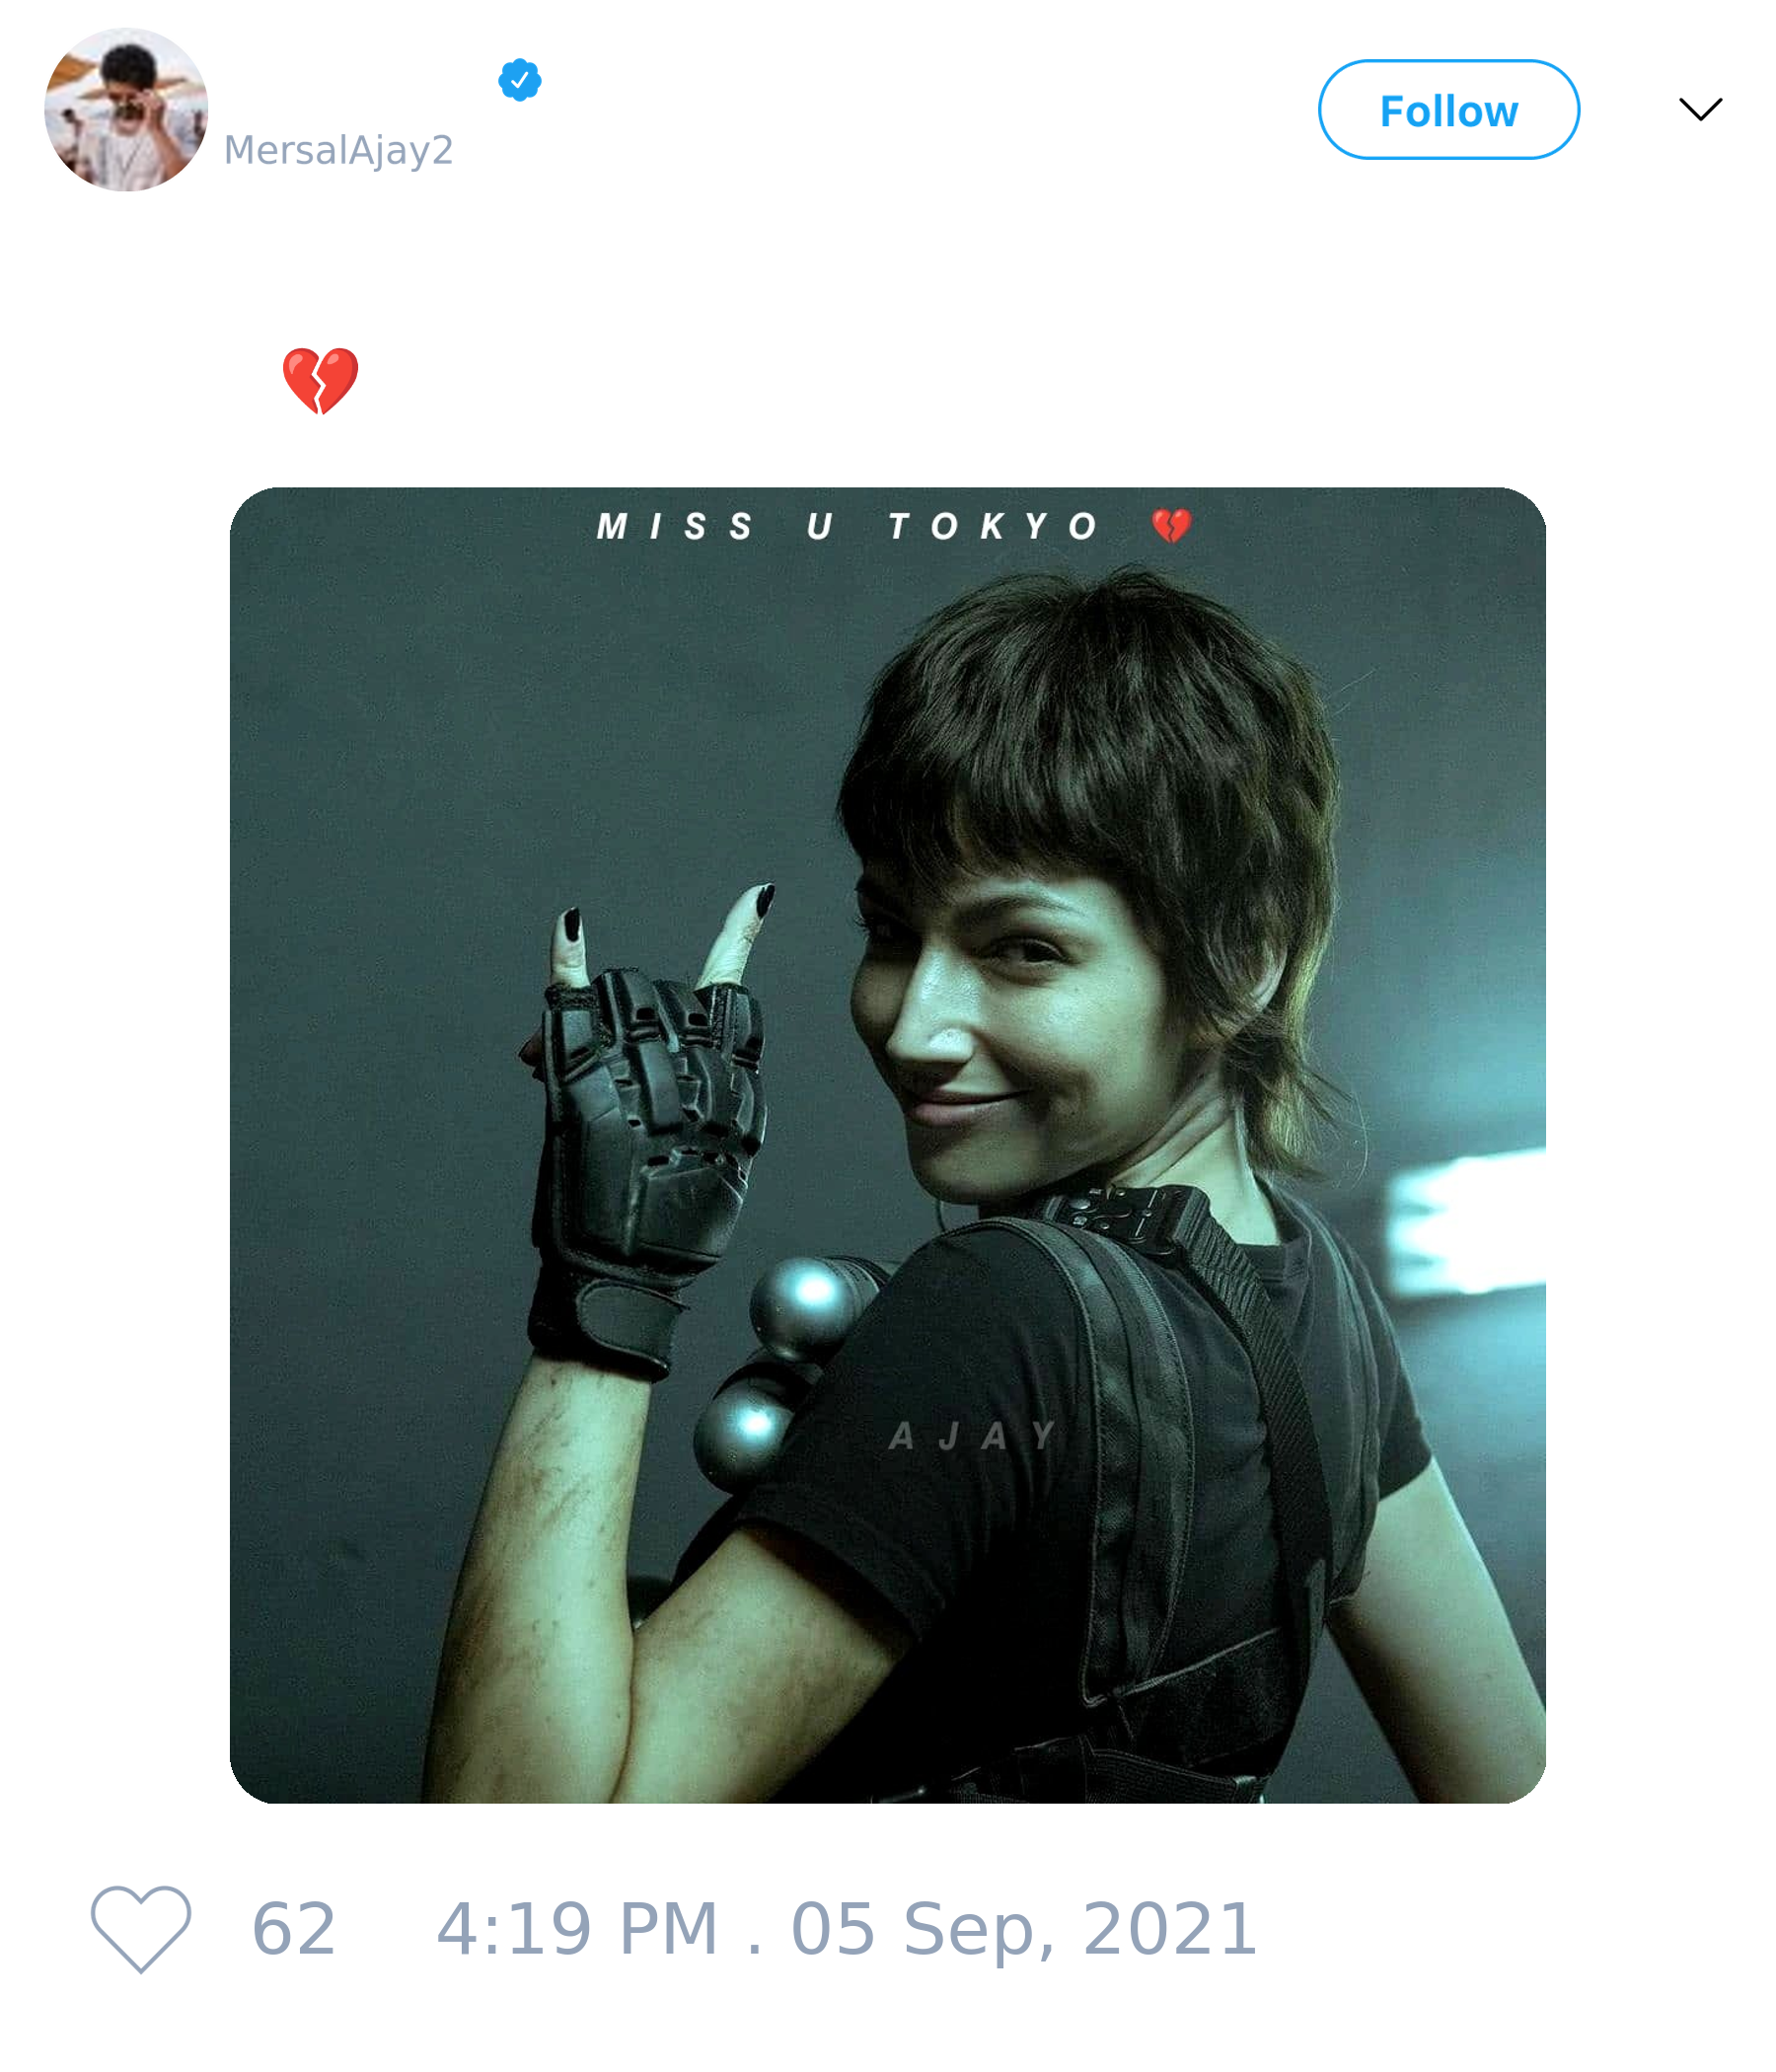 MersalAjay2
Follow
💔
MISS U TOKYO 💔
AJAY
62 4:19 PM . 05 Sep, 2021